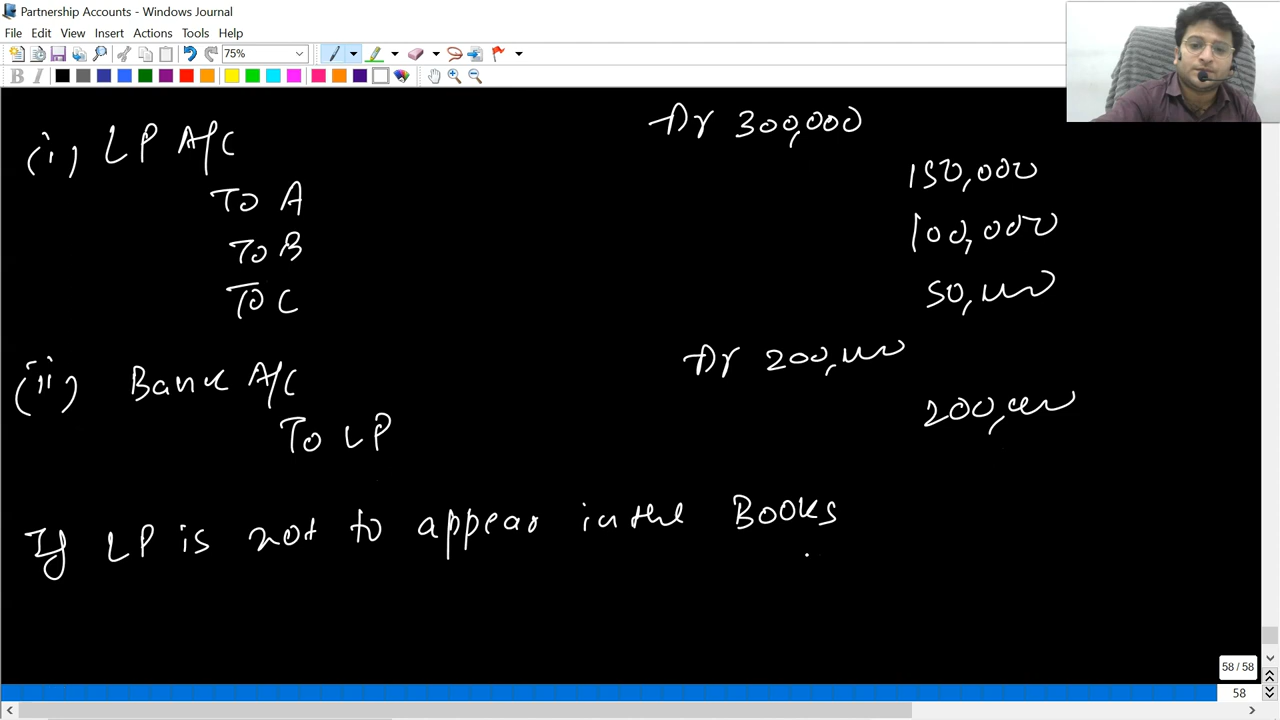 Partnership Accounts - Windows Journal
File Edit View Insert Actions Tools Help
75%
B I
(i) LP A/C Dr 300,000
To A 150,000
To B 100,000
To C 50,000
(ii) Bank A/C Dr 200,000
To LP 200,000
If LP is not to appear in the Books
58 / 58
58